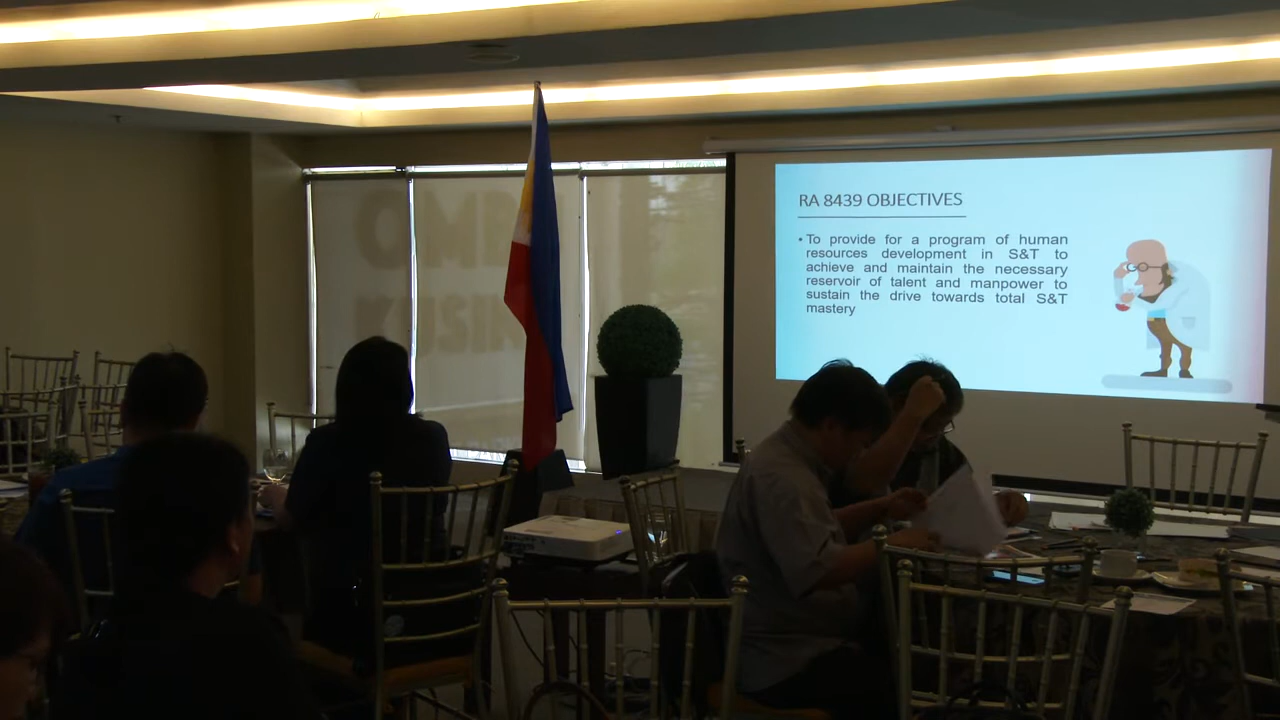 RA 8439 OBJECTIVES
• To provide for a program of human
resources development in S&T to
achieve and maintain the necessary
reservoir of talent and manpower to
sustain the drive towards total S&T
mastery